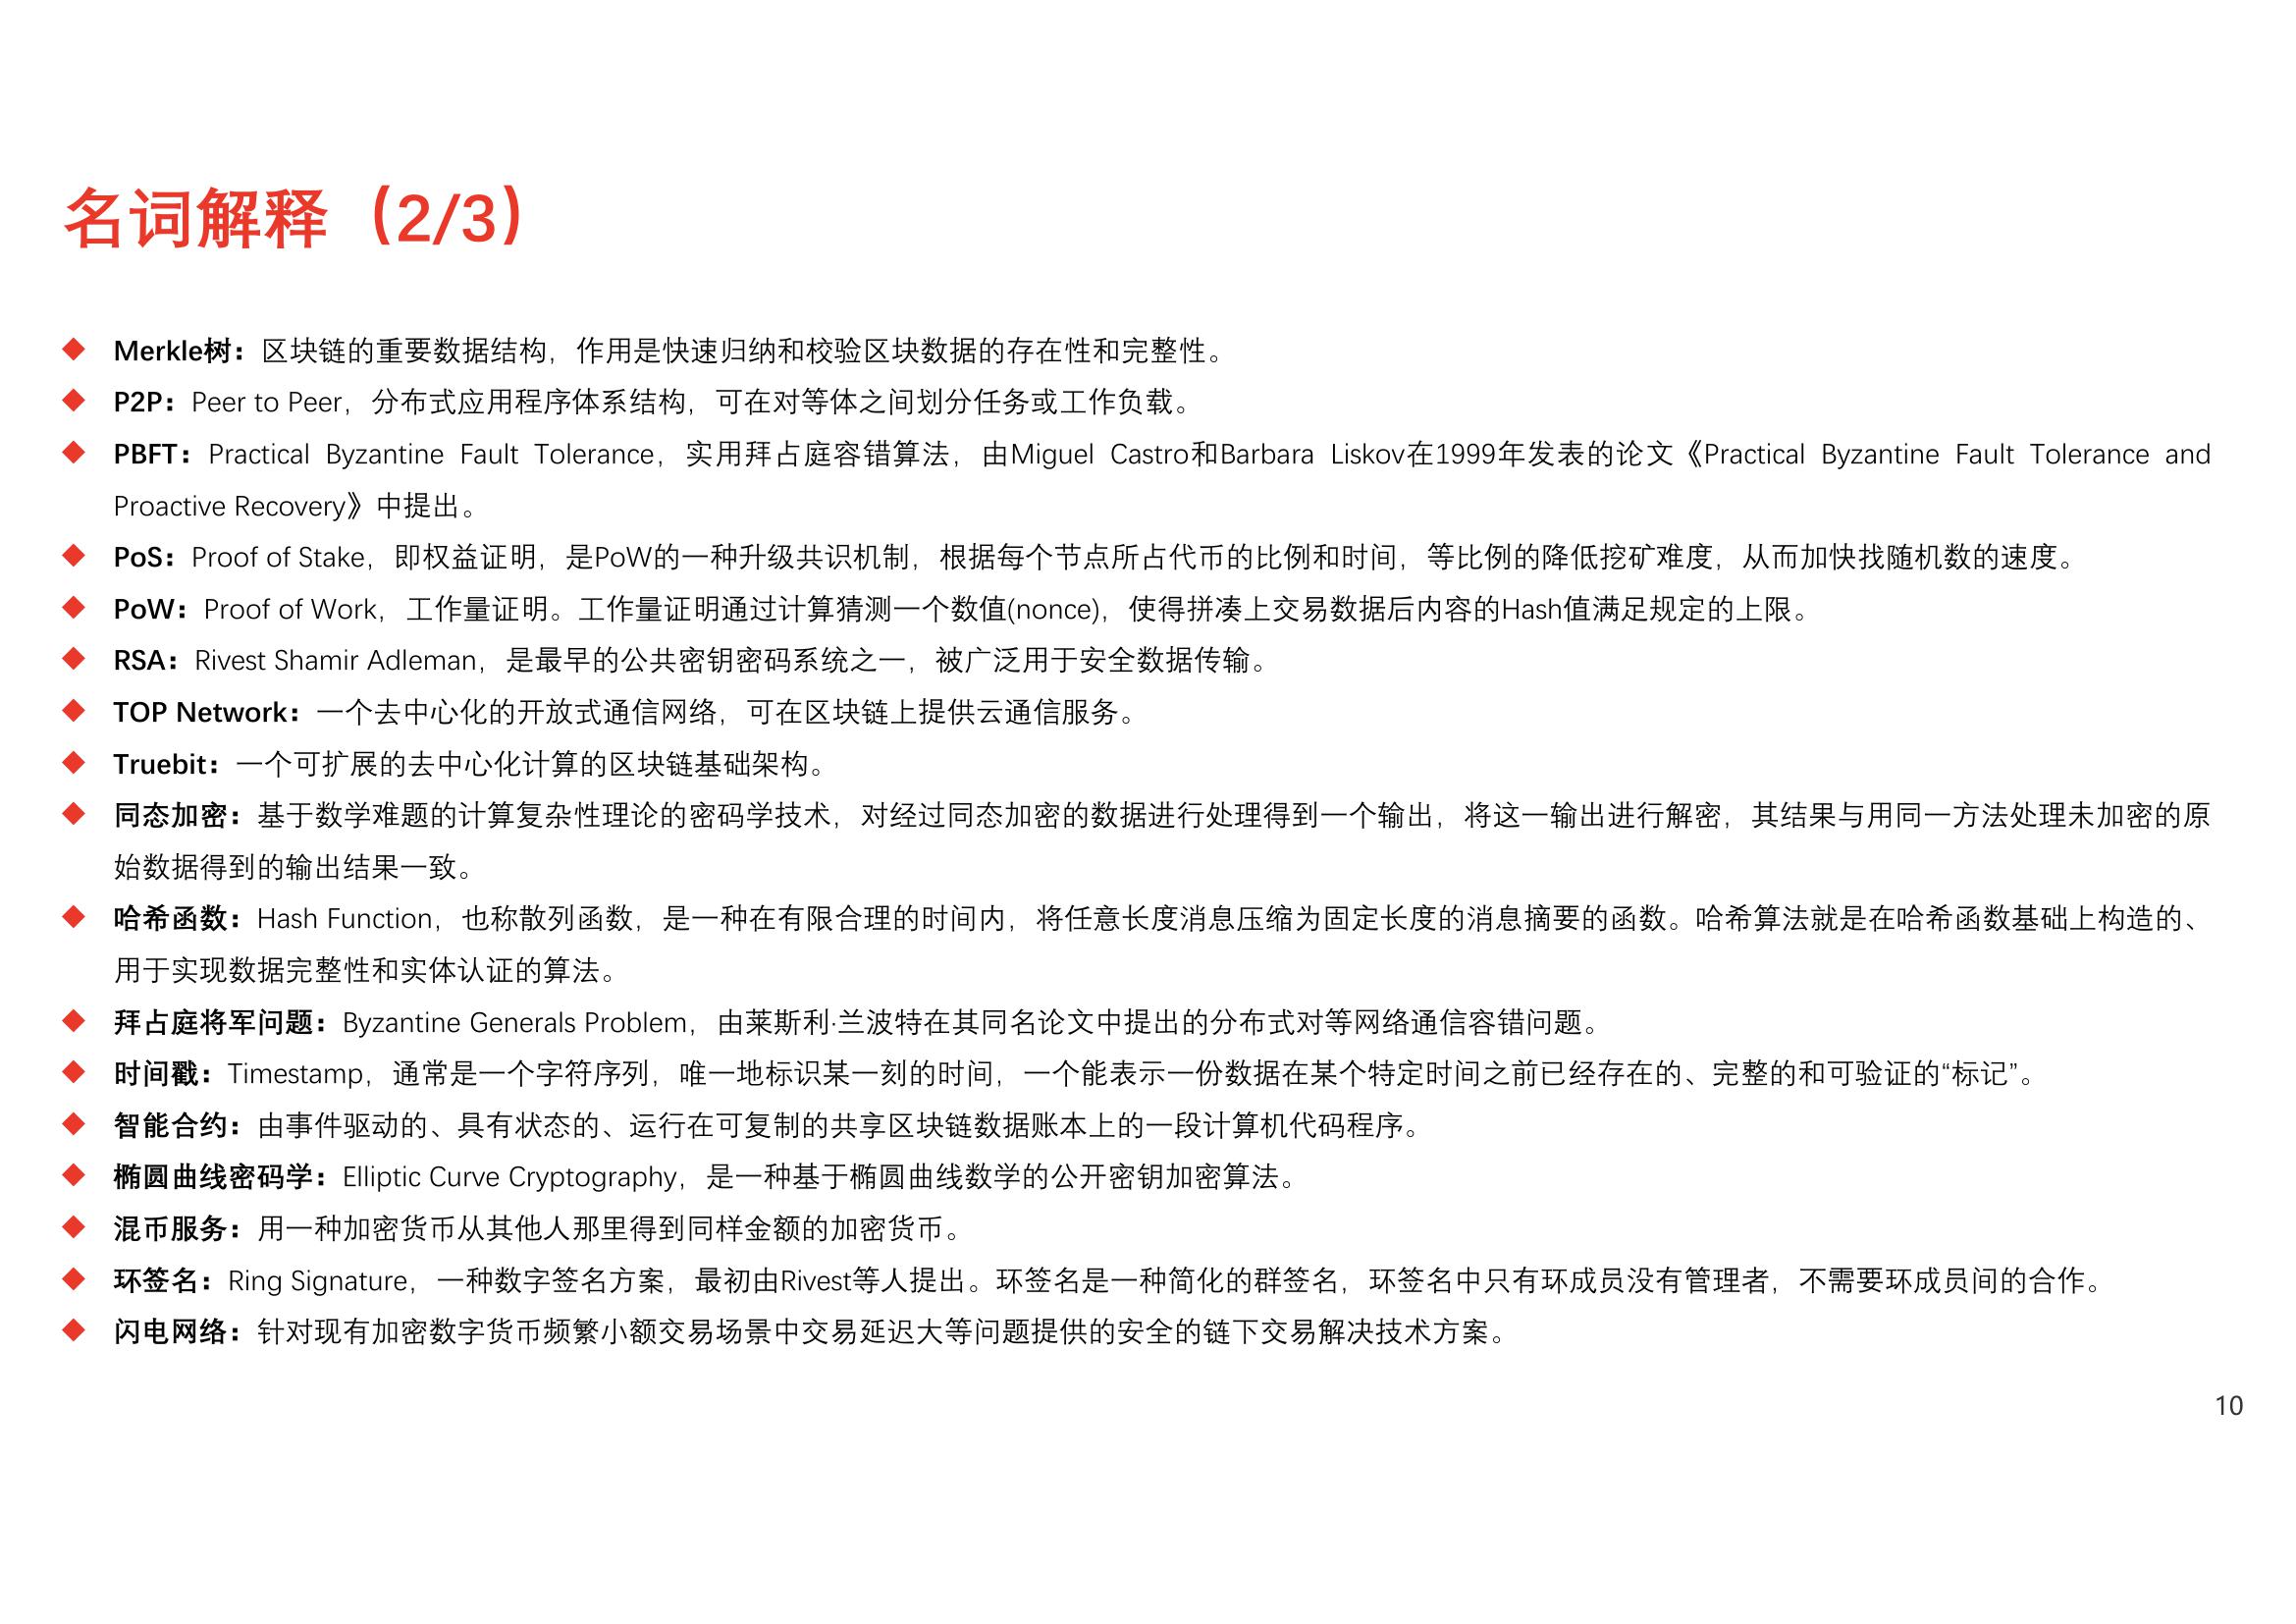 名词解释（2/3）
◆ Merkle树：区块链的重要数据结构，作用是快速归纳和校验区块数据的存在性和完整性。
◆ P2P：Peer to Peer，分布式应用程序体系结构，可在对等体之间划分任务或工作负载。
◆ PBFT：Practical Byzantine Fault Tolerance，实用拜占庭容错算法，由Miguel Castro和Barbara Liskov在1999年发表的论文《Practical Byzantine Fault Tolerance and
Proactive Recovery》中提出。
◆ PoS：Proof of Stake，即权益证明，是PoW的一种升级共识机制，根据每个节点所占代币的比例和时间，等比例的降低挖矿难度，从而加快找随机数的速度。
◆ PoW：Proof of Work，工作量证明。工作量证明通过计算猜测一个数值(nonce)，使得拼凑上交易数据后内容的Hash值满足规定的上限。
◆ RSA：Rivest Shamir Adleman，是最早的公共密钥密码系统之一，被广泛用于安全数据传输。
◆ TOP Network：一个去中心化的开放式通信网络，可在区块链上提供云通信服务。
◆ Truebit：一个可扩展的去中心化计算的区块链基础架构。
◆ 同态加密：基于数学难题的计算复杂性理论的密码学技术，对经过同态加密的数据进行处理得到一个输出，将这一输出进行解密，其结果与用同一方法处理未加密的原
始数据得到的输出结果一致。
◆ 哈希函数：Hash Function，也称散列函数，是一种在有限合理的时间内，将任意长度消息压缩为固定长度的消息摘要的函数。哈希算法就是在哈希函数基础上构造的、
用于实现数据完整性和实体认证的算法。
◆ 拜占庭将军问题：Byzantine Generals Problem，由莱斯利·兰波特在其同名论文中提出的分布式对等网络通信容错问题。
◆ 时间戳：Timestamp，通常是一个字符序列，唯一地标识某一刻的时间，一个能表示一份数据在某个特定时间之前已经存在的、完整的和可验证的“标记”。
◆ 智能合约：由事件驱动的、具有状态的、运行在可复制的共享区块链数据账本上的一段计算机代码程序。
◆ 椭圆曲线密码学：Elliptic Curve Cryptography，是一种基于椭圆曲线数学的公开密钥加密算法。
◆ 混币服务：用一种加密货币从其他人那里得到同样金额的加密货币。
◆ 环签名：Ring Signature，一种数字签名方案，最初由Rivest等人提出。环签名是一种简化的群签名，环签名中只有环成员没有管理者，不需要环成员间的合作。
◆ 闪电网络：针对现有加密数字货币频繁小额交易场景中交易延迟大等问题提供的安全的链下交易解决技术方案。
10